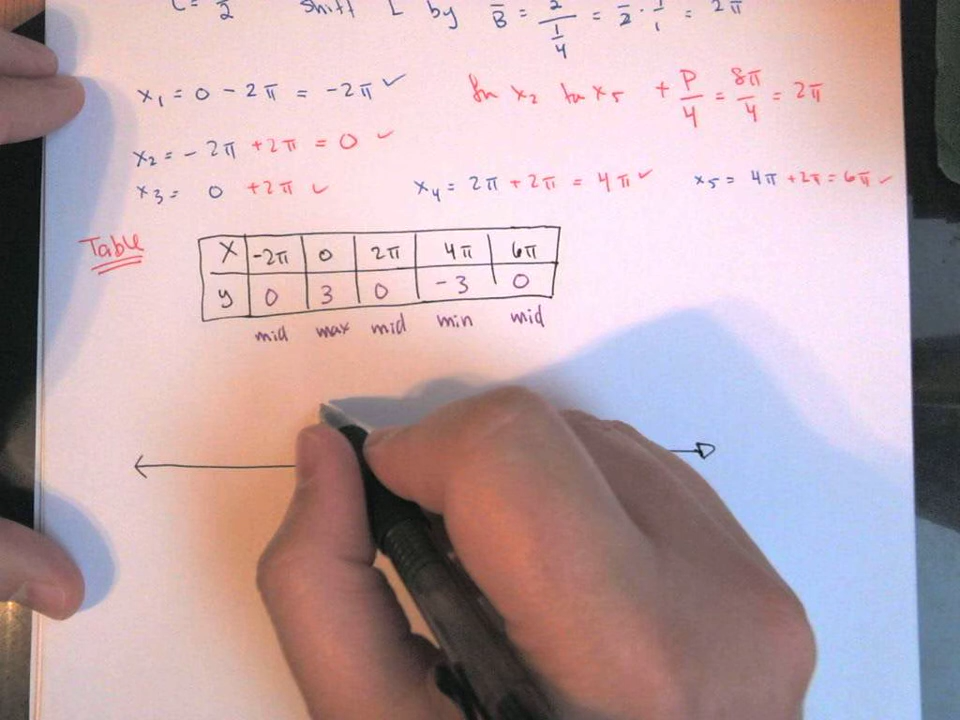 Shift L by
x₁ = 0 - 2π = -2π ✓
for x₂ to x₅ + P/4 = 8π/4 = 2π
x₂ = - 2π + 2π = 0 ✓
x₃ = 0 + 2π ✓ x₄ = 2π + 2π = 4π ✓ x₅ = 4π + 2π = 6π ✓
Table
X -2π 0 2π 4π 6π
y 0 3 0 -3 0
mid max mid min mid